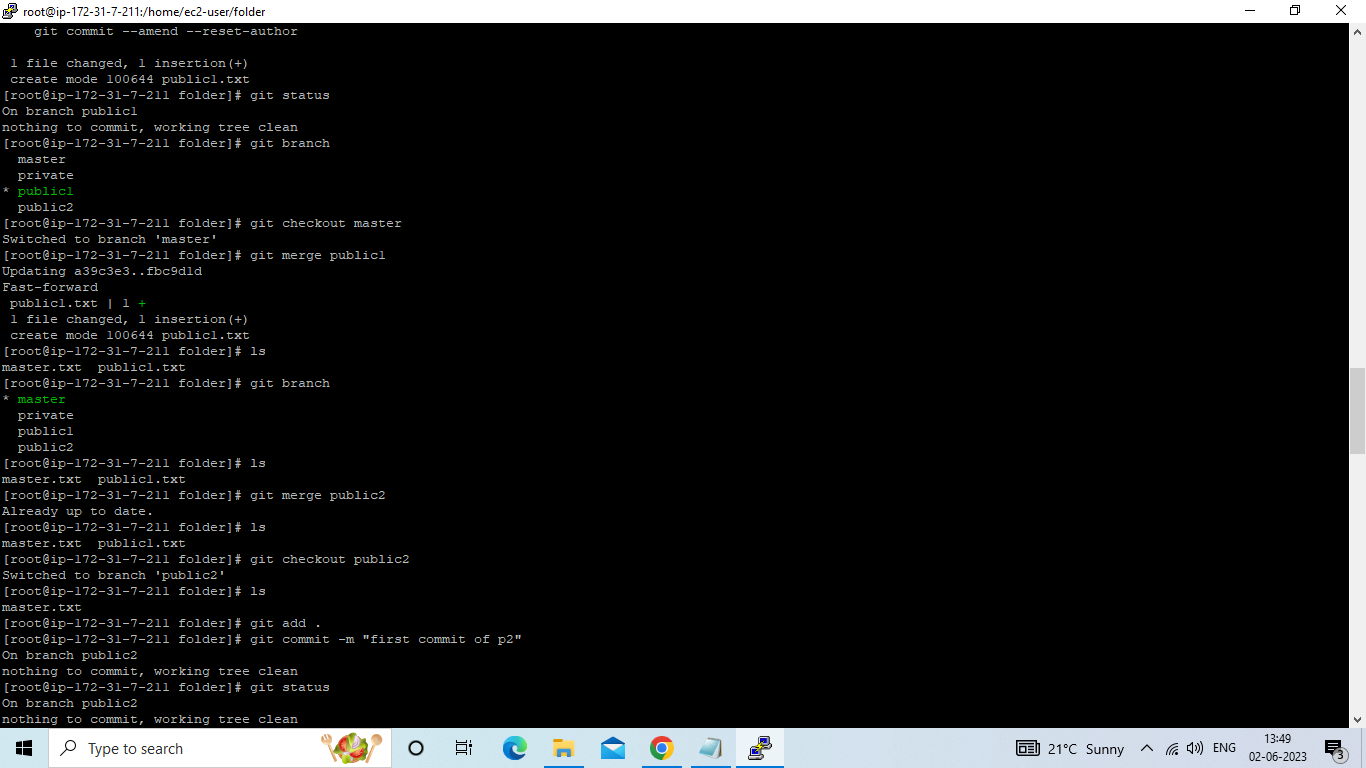 root@ip-172-31-7-211:/home/ec2-user/folder
    git commit --amend --reset-author
 1 file changed, 1 insertion(+)
 create mode 100644 public1.txt
[root@ip-172-31-7-211 folder]# git status
On branch public1
nothing to commit, working tree clean
[root@ip-172-31-7-211 folder]# git branch
  master
  private
* public1
  public2
[root@ip-172-31-7-211 folder]# git checkout master
Switched to branch 'master'
[root@ip-172-31-7-211 folder]# git merge public1
Updating a39c3e3..fbc9d1d
Fast-forward
 public1.txt | 1 +
 1 file changed, 1 insertion(+)
 create mode 100644 public1.txt
[root@ip-172-31-7-211 folder]# ls
master.txt  public1.txt
[root@ip-172-31-7-211 folder]# git branch
* master
  private
  public1
  public2
[root@ip-172-31-7-211 folder]# ls
master.txt  public1.txt
[root@ip-172-31-7-211 folder]# git merge public2
Already up to date.
[root@ip-172-31-7-211 folder]# ls
master.txt  public1.txt
[root@ip-172-31-7-211 folder]# git checkout public2
Switched to branch 'public2'
[root@ip-172-31-7-211 folder]# ls
master.txt
[root@ip-172-31-7-211 folder]# git add .
[root@ip-172-31-7-211 folder]# git commit -m "first commit of p2"
On branch public2
nothing to commit, working tree clean
[root@ip-172-31-7-211 folder]# git status
On branch public2
nothing to commit, working tree clean
Type to search
21°C Sunny
ENG
13:49
02-06-2023
3